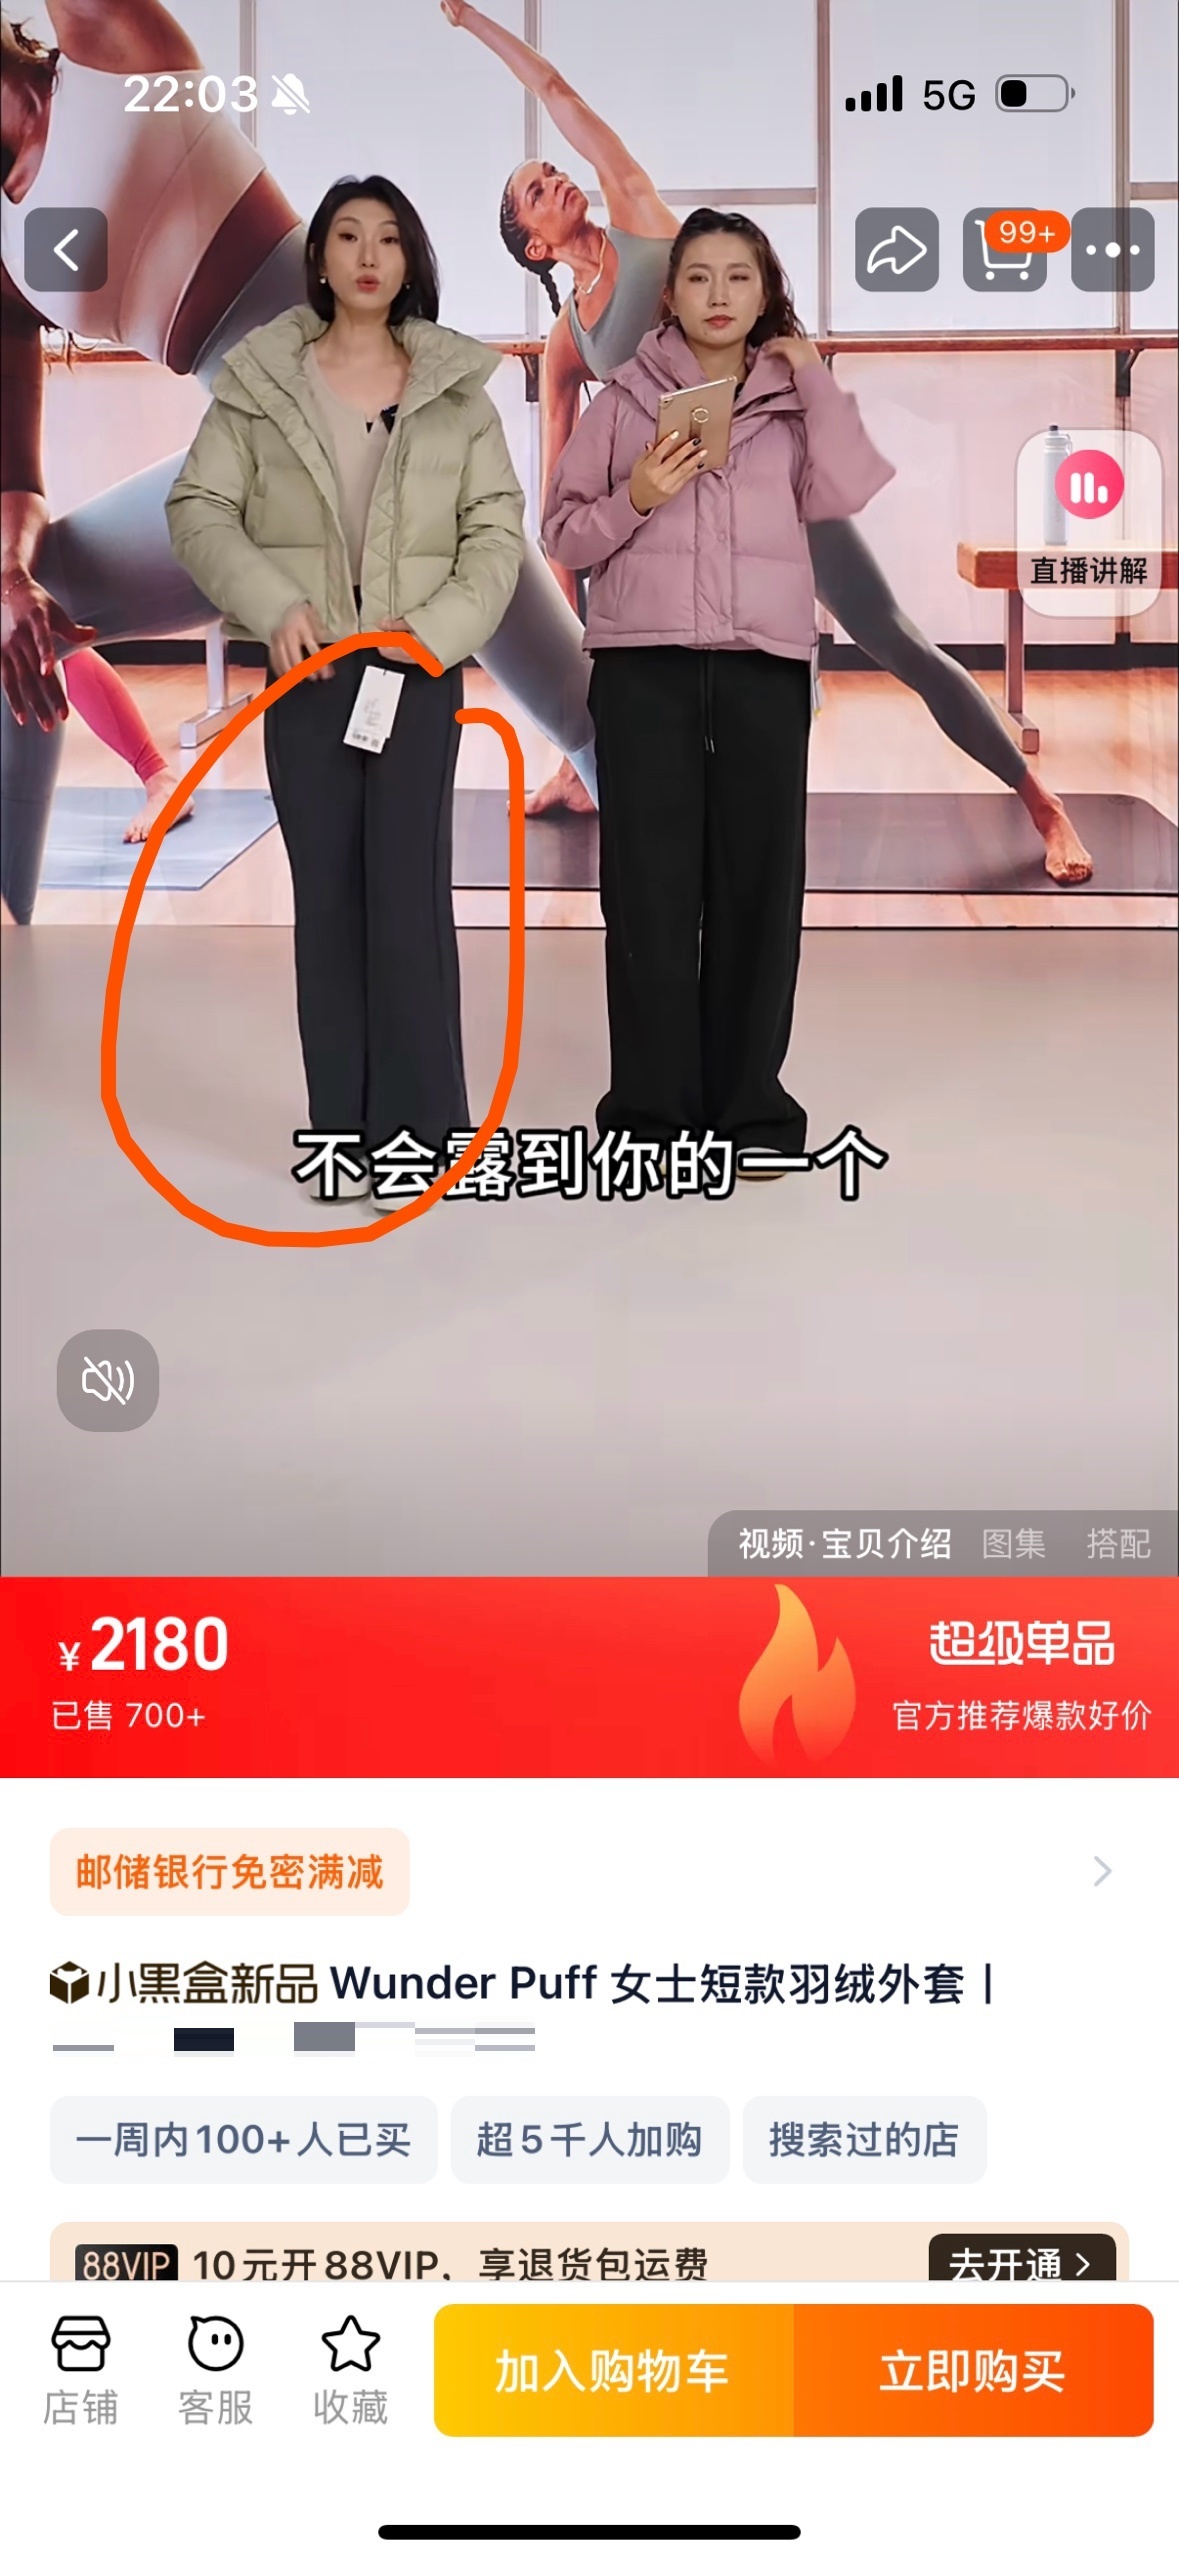 22:03
5G
99+
直播讲解
不会露到你的一个
视频·宝贝介绍 图集 搭配
¥2180
已售 700+
超级单品
官方推荐爆款好价
邮储银行免密满减
小黑盒新品 Wunder Puff 女士短款羽绒外套丨
一周内100+人已买 超5千人加购 搜索过的店
88VIP 10元开88VIP，享退货包运费 去开通
店铺 客服 收藏 加入购物车 立即购买